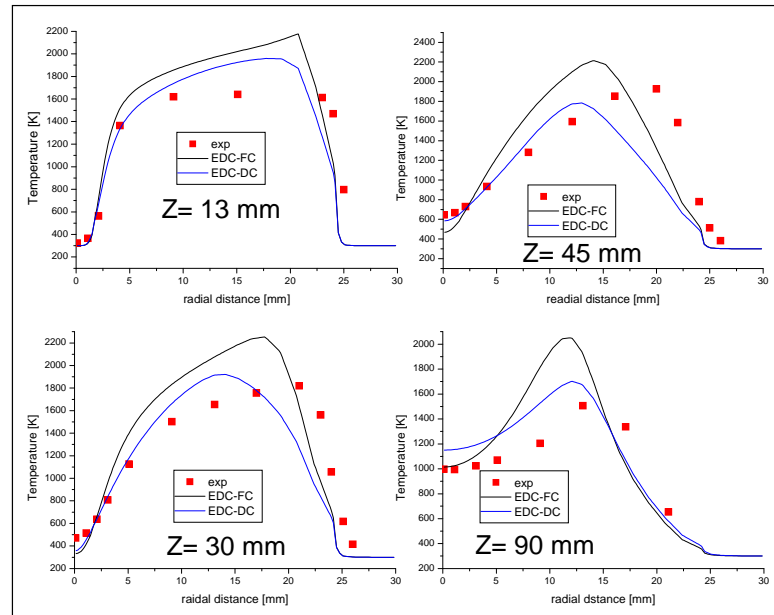 2200
2000
1800
1600
1400
1200
1000
800
600
400
200
Temperature [K]
exp
EDC-FC
EDC-DC
Z= 13 mm
0 5 10 15 20 25 30
radial distance [mm]
2400
2200
2000
1800
1600
1400
1200
1000
800
600
400
200
Temperature [K]
exp
EDC-FC
EDC-DC
Z= 45 mm
0 5 10 15 20 25 30
readial distance [mm]
2200
2000
1800
1600
1400
1200
1000
800
600
400
200
Temperature [K]
exp
EDC-FC
EDC-DC
Z= 30 mm
0 5 10 15 20 25 30
raidal distance [mm]
2000
1800
1600
1400
1200
1000
800
600
400
200
Temperature [K]
exp
EDC-FC
EDC-DC
Z= 90 mm
0 5 10 15 20 25 30
radial distance [mm]